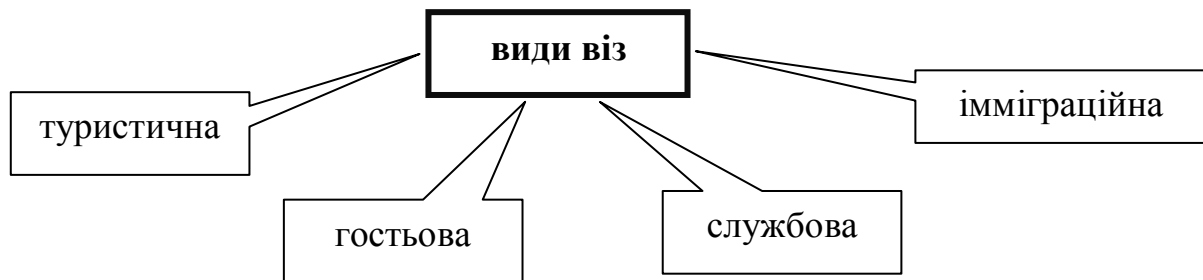 види віз
туристична
гостьова
службова
імміграційна